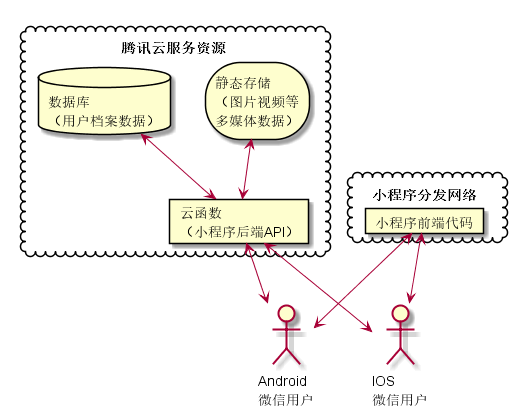 腾讯云服务资源
数据库
（用户档案数据）
静态存储
（图片视频等
多媒体数据）
云函数
（小程序后端API）
小程序分发网络
小程序前端代码
Android
微信用户
IOS
微信用户